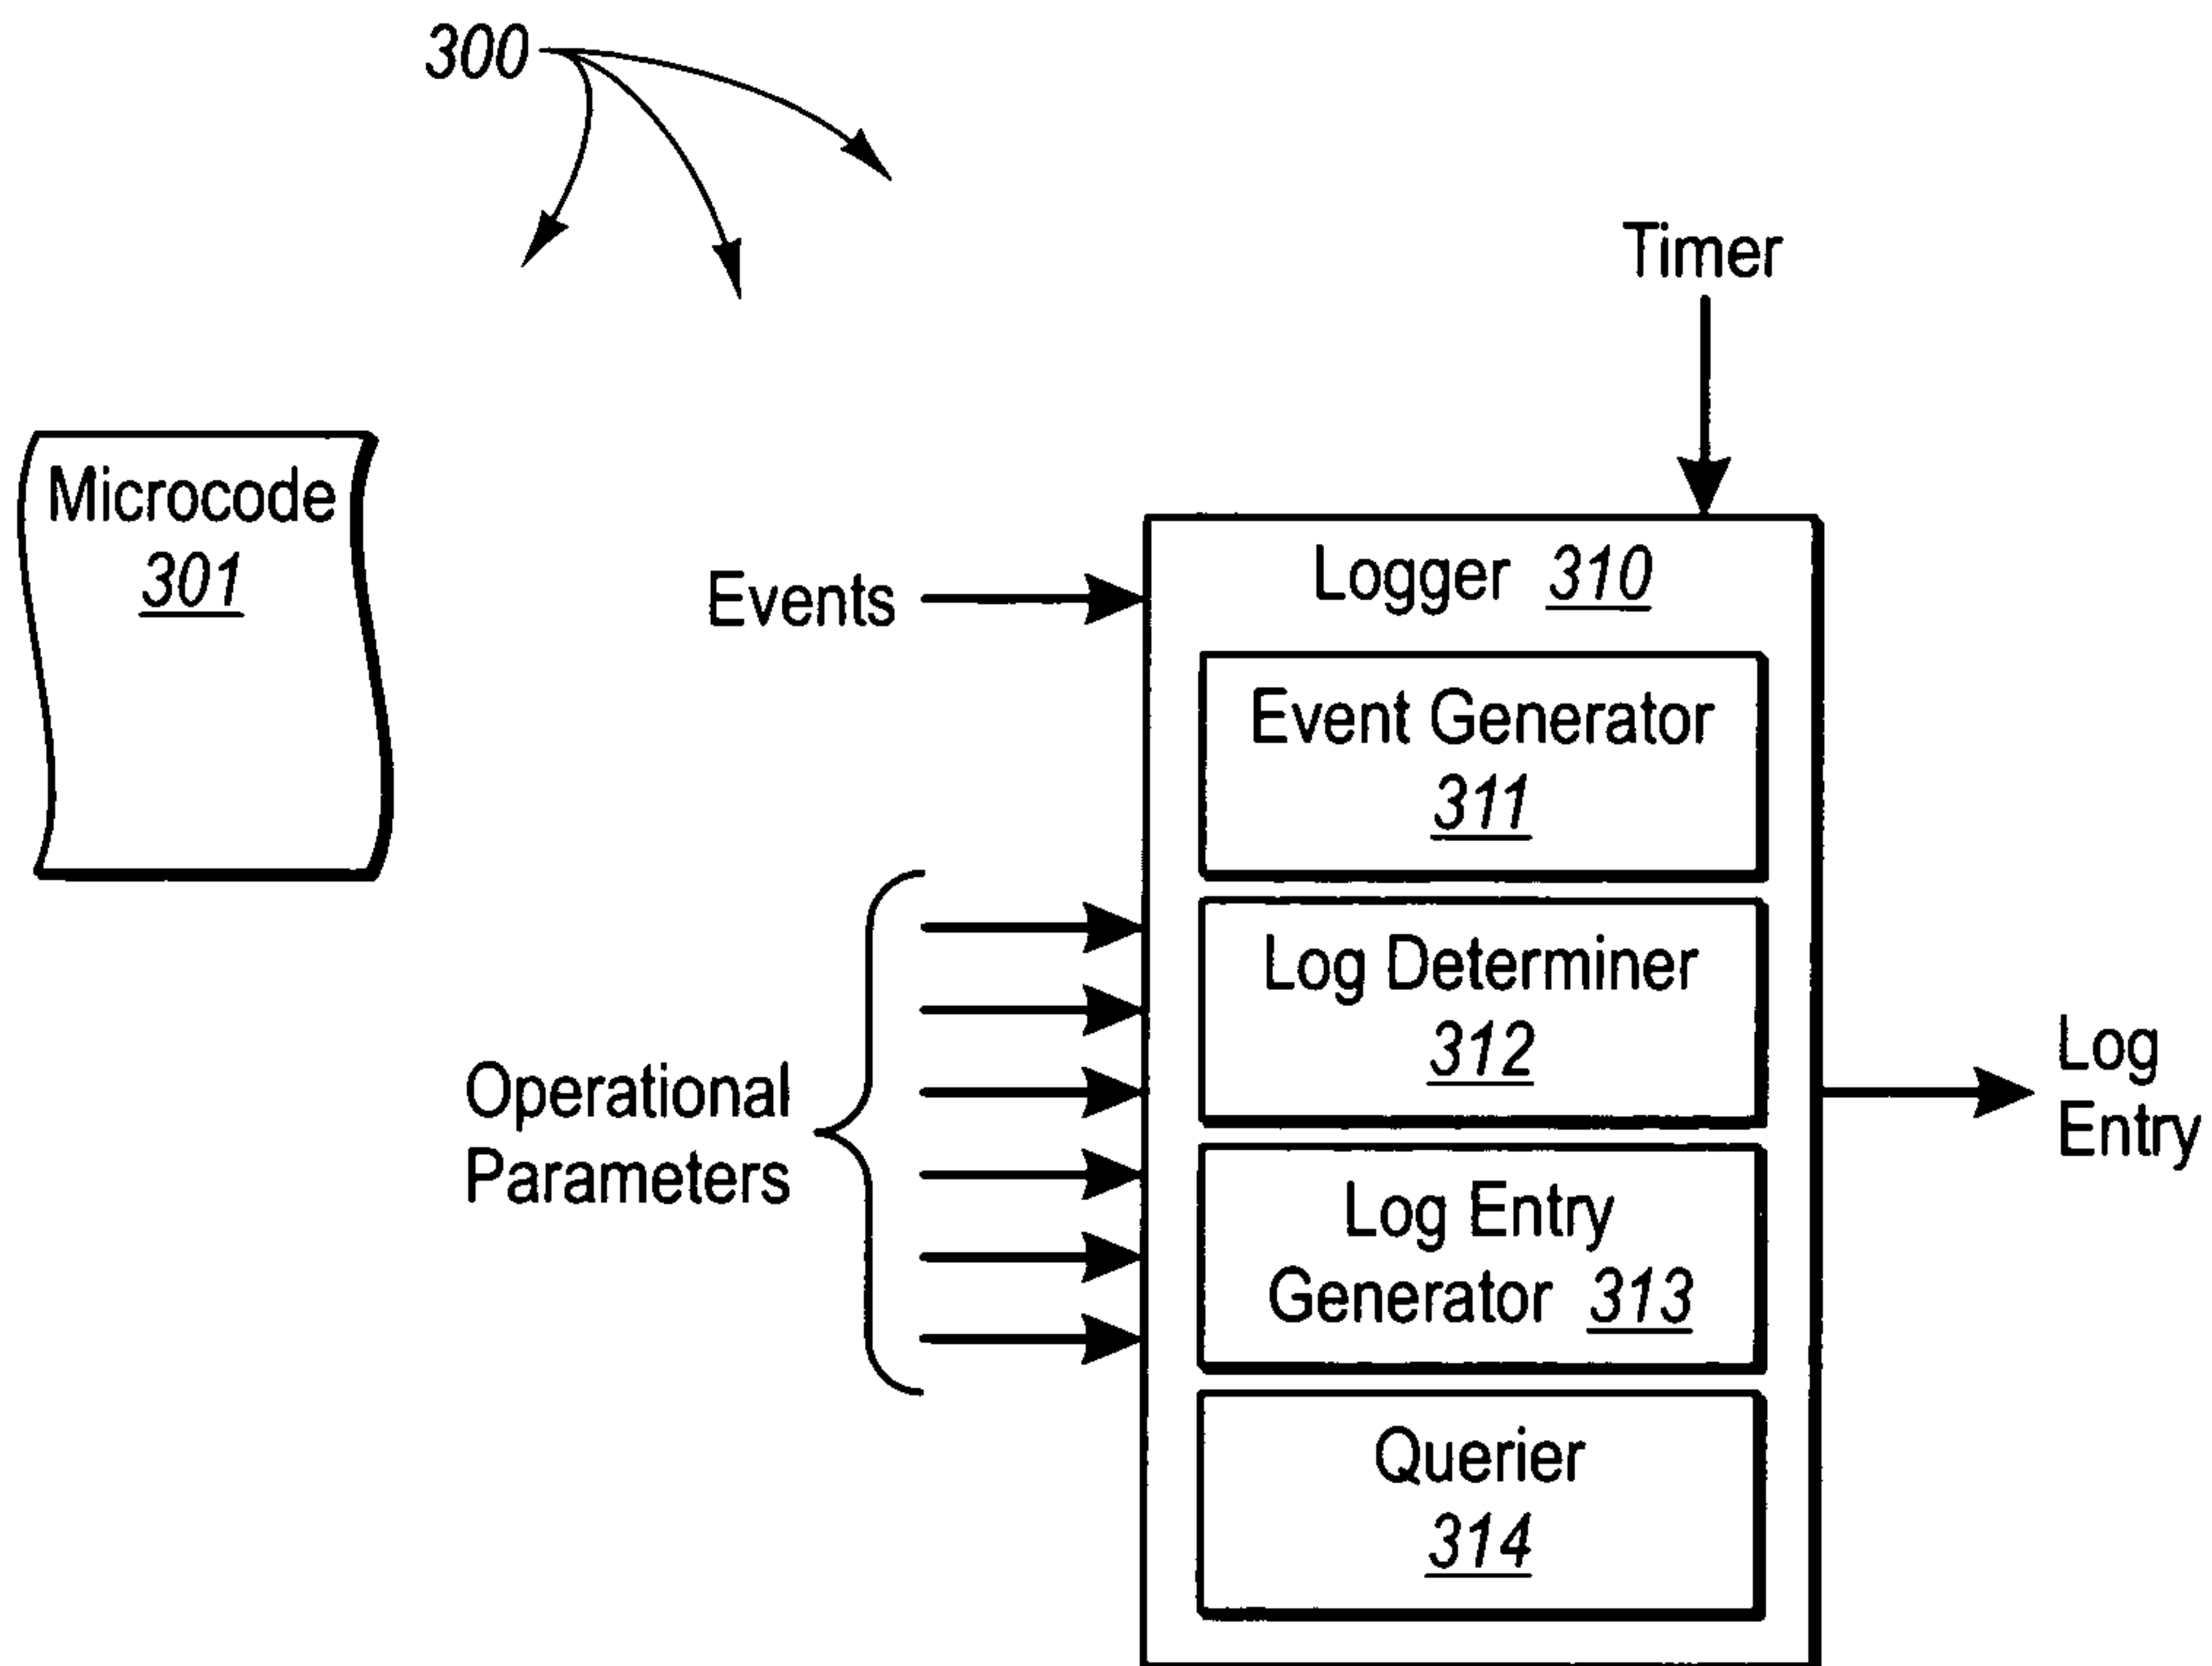 300
Timer
Microcode
301
Events
Logger 310
Event Generator
311
Log Determiner
312
Operational
Parameters
Log
Entry
Log Entry
Generator 313
Querier
314